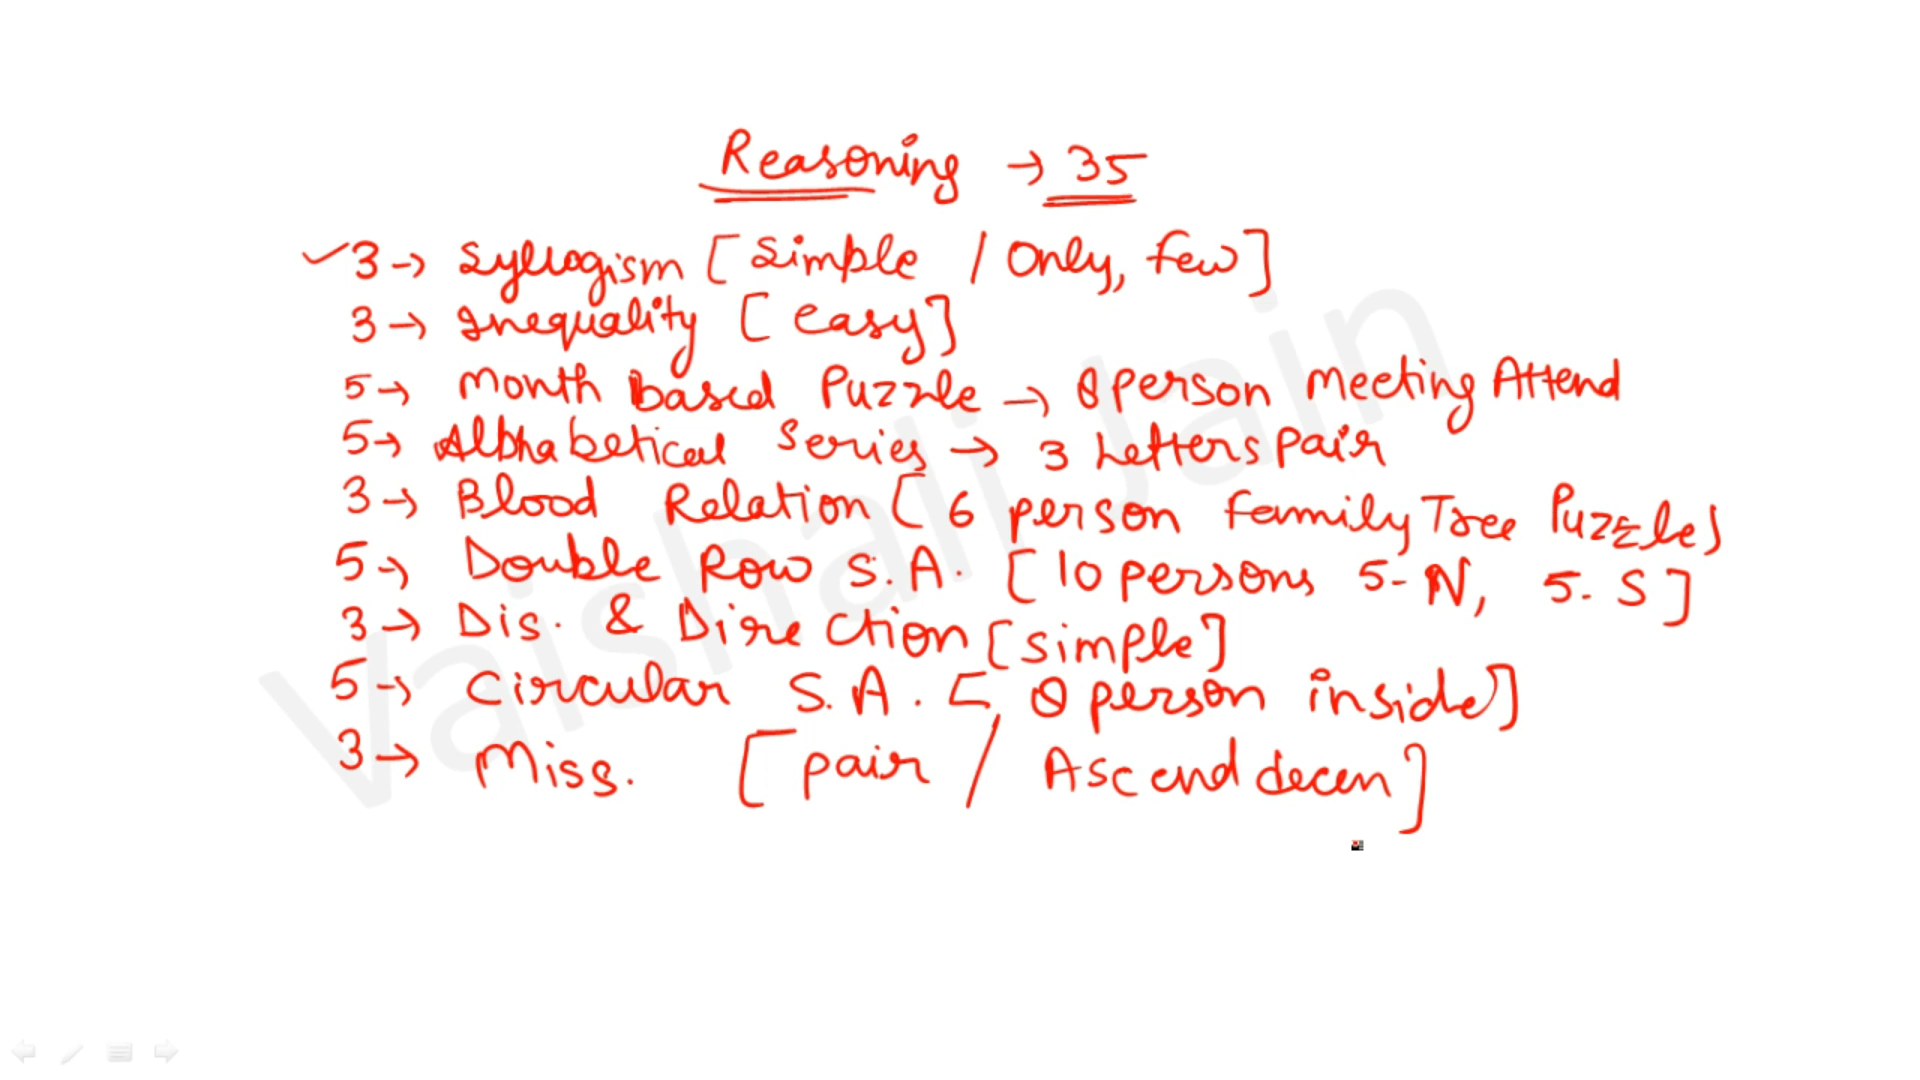 Reasoning → 35
✓3 → Syllogism [Simple / Only, few]
3 → Inequality [easy]
5 → Month based Puzzle → 8 person Meeting Attend
5 → Alphabetical Series → 3 Letters Pair
3 → Blood Relation [6 person family Tree Puzzle]
5 → Double Row S.A. [10 persons 5-N, 5-S]
3 → Dis. & Direction [Simple]
5 → Circular S.A. [8 person inside]
3 → Miss. [pair / Ascend decen]
Vaishali Jain